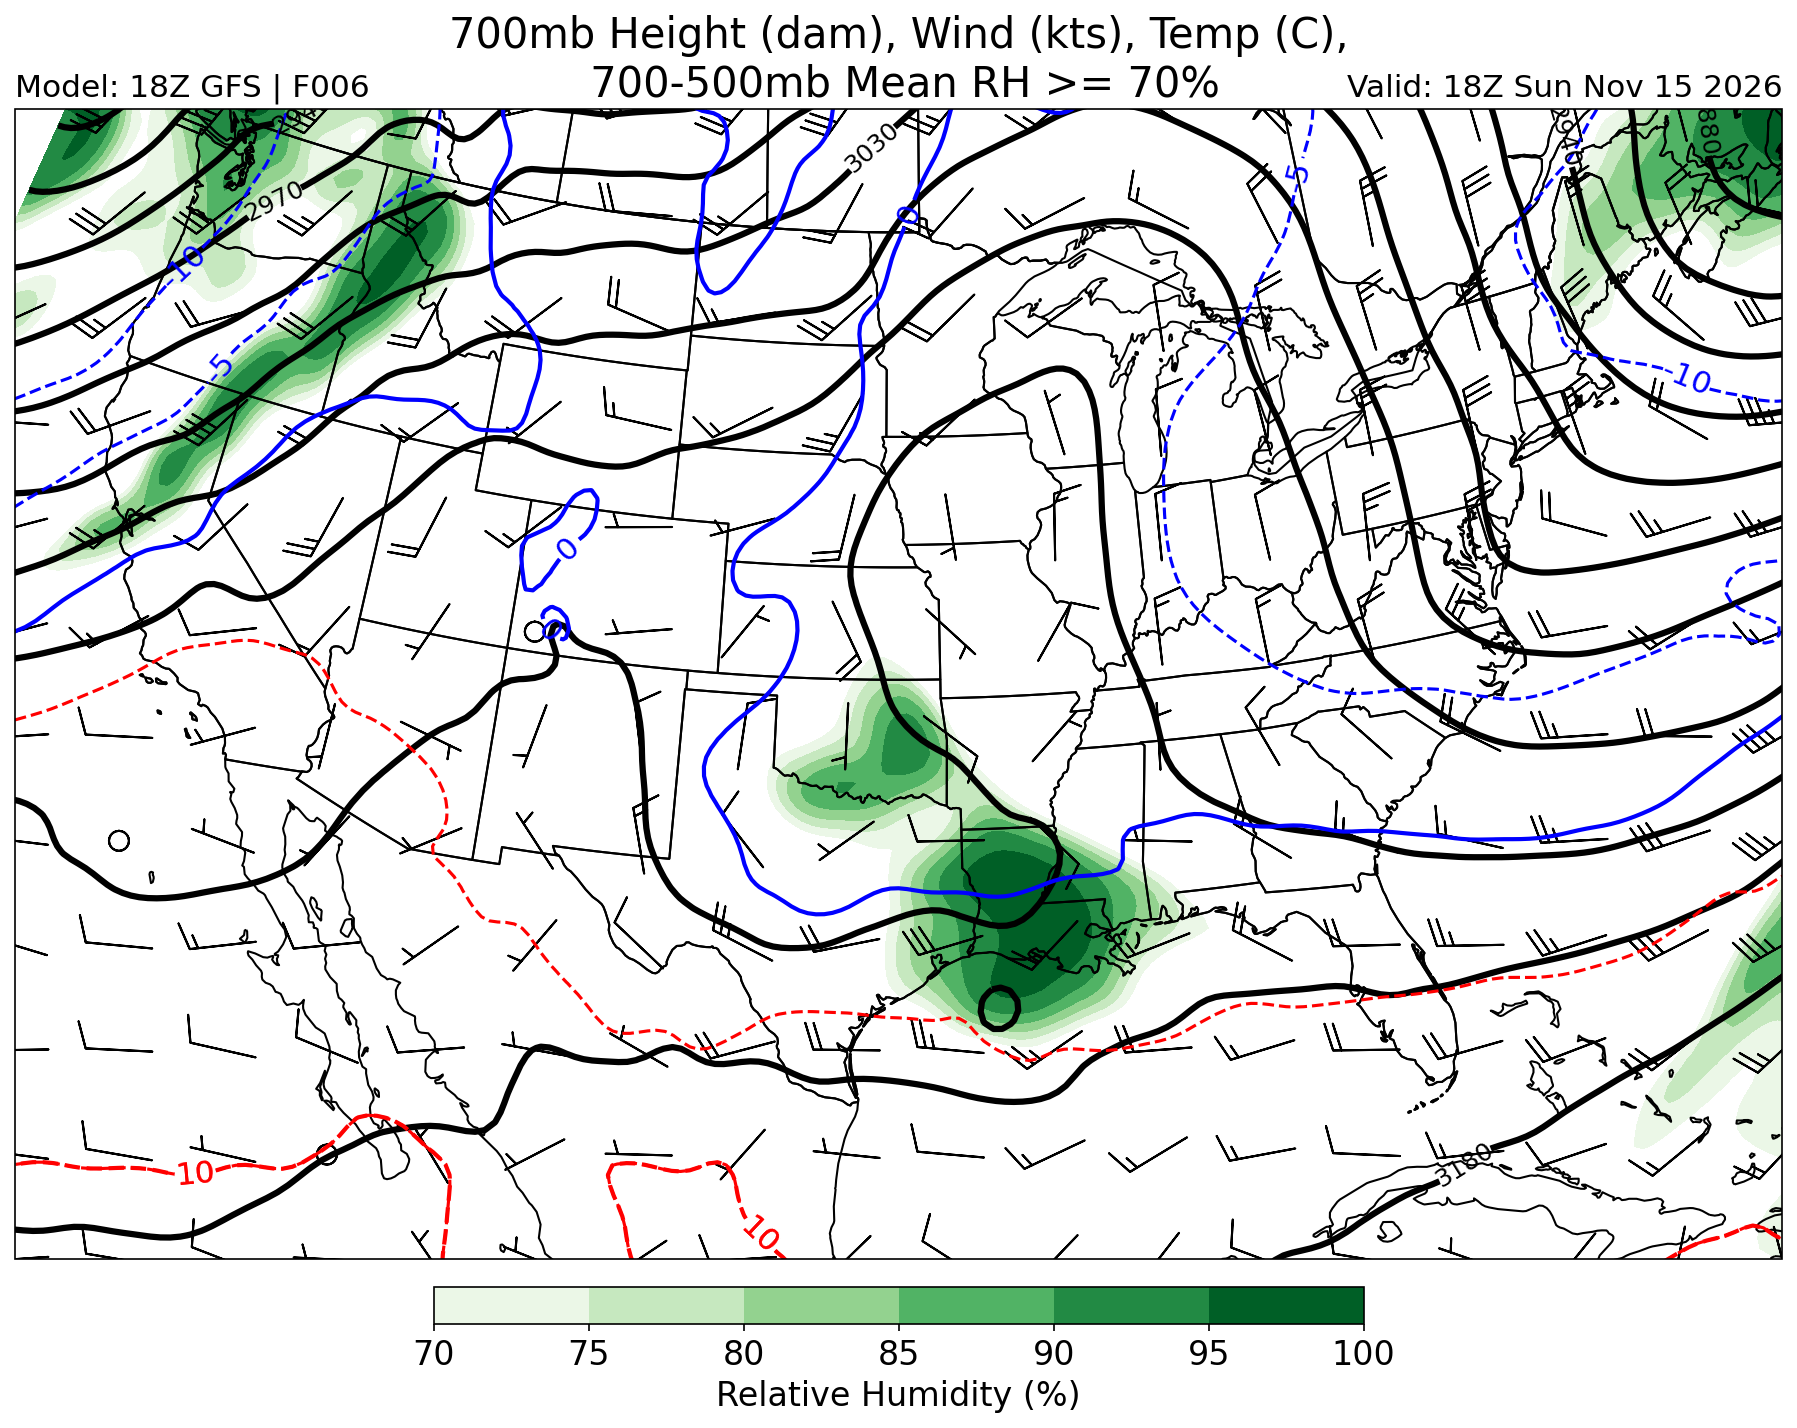 700mb Height (dam), Wind (kts), Temp (C),
700-500mb Mean RH >= 70%
Model: 18Z GFS | F006
Valid: 18Z Sun Nov 15 2026
3030
2970
-10
-5
0
-5
-10
5
0
0
10
10
3180
70 75 80 85 90 95 100
Relative Humidity (%)